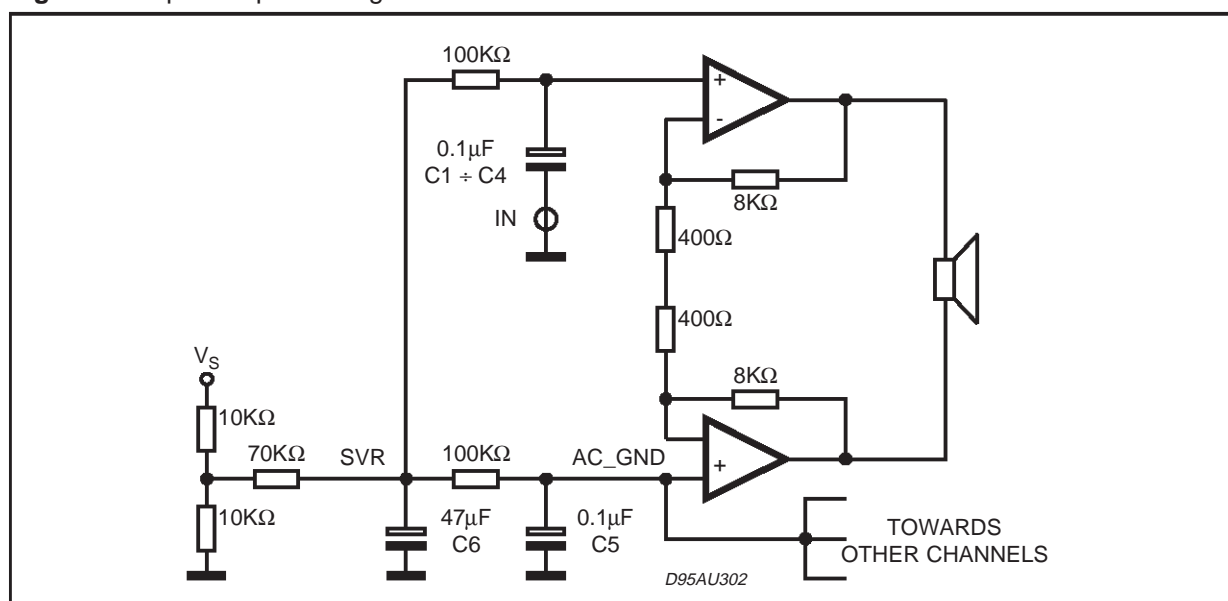 100KΩ
+
-
0.1μF
C1 ÷ C4
8KΩ
IN
400Ω
400Ω
VS
8KΩ
10KΩ
70KΩ
SVR
100KΩ
AC_GND
+
10KΩ
47μF
C6
0.1μF
C5
TOWARDS
OTHER CHANNELS
D95AU302